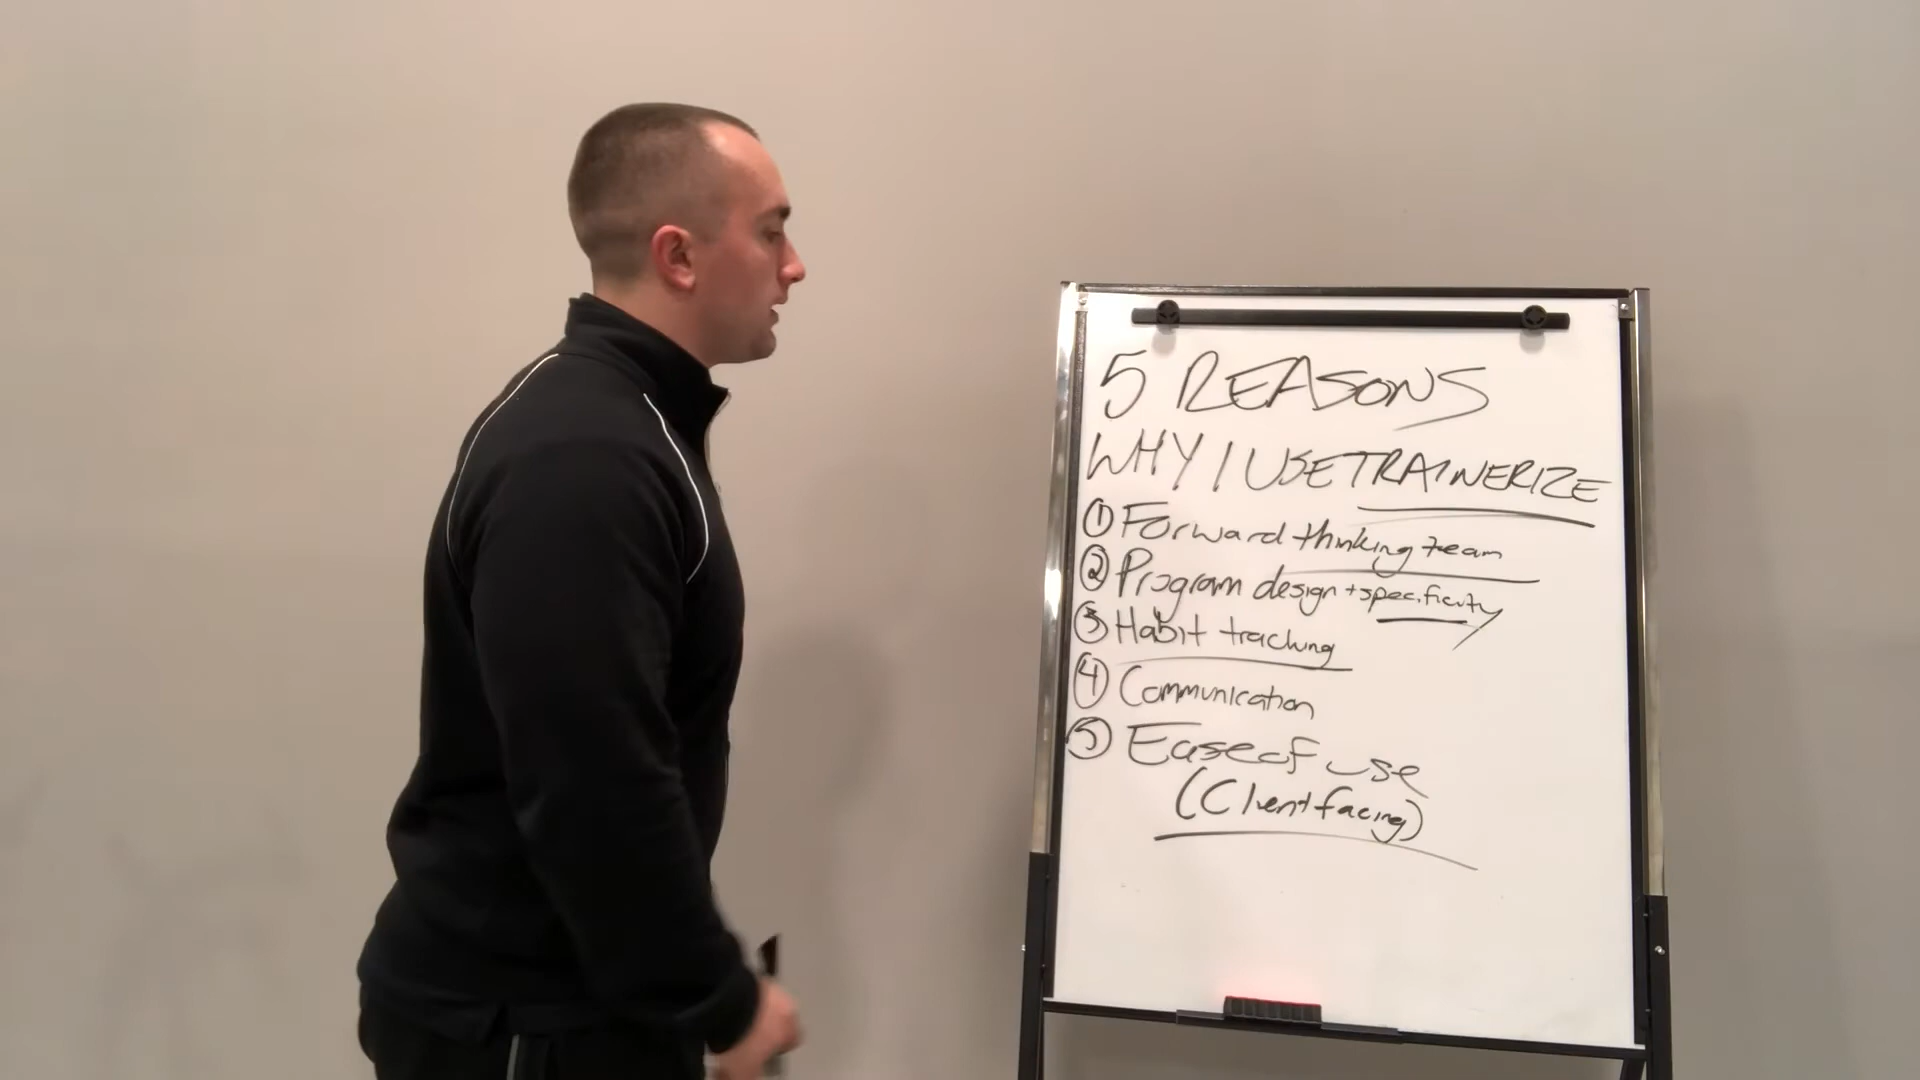 5 REASONS
WHY I USE TRAINERIZE
① Forward thinking team
② Program design + specificity
③ Habit tracking
④ Communication
⑤ Ease of use
(Client facing)